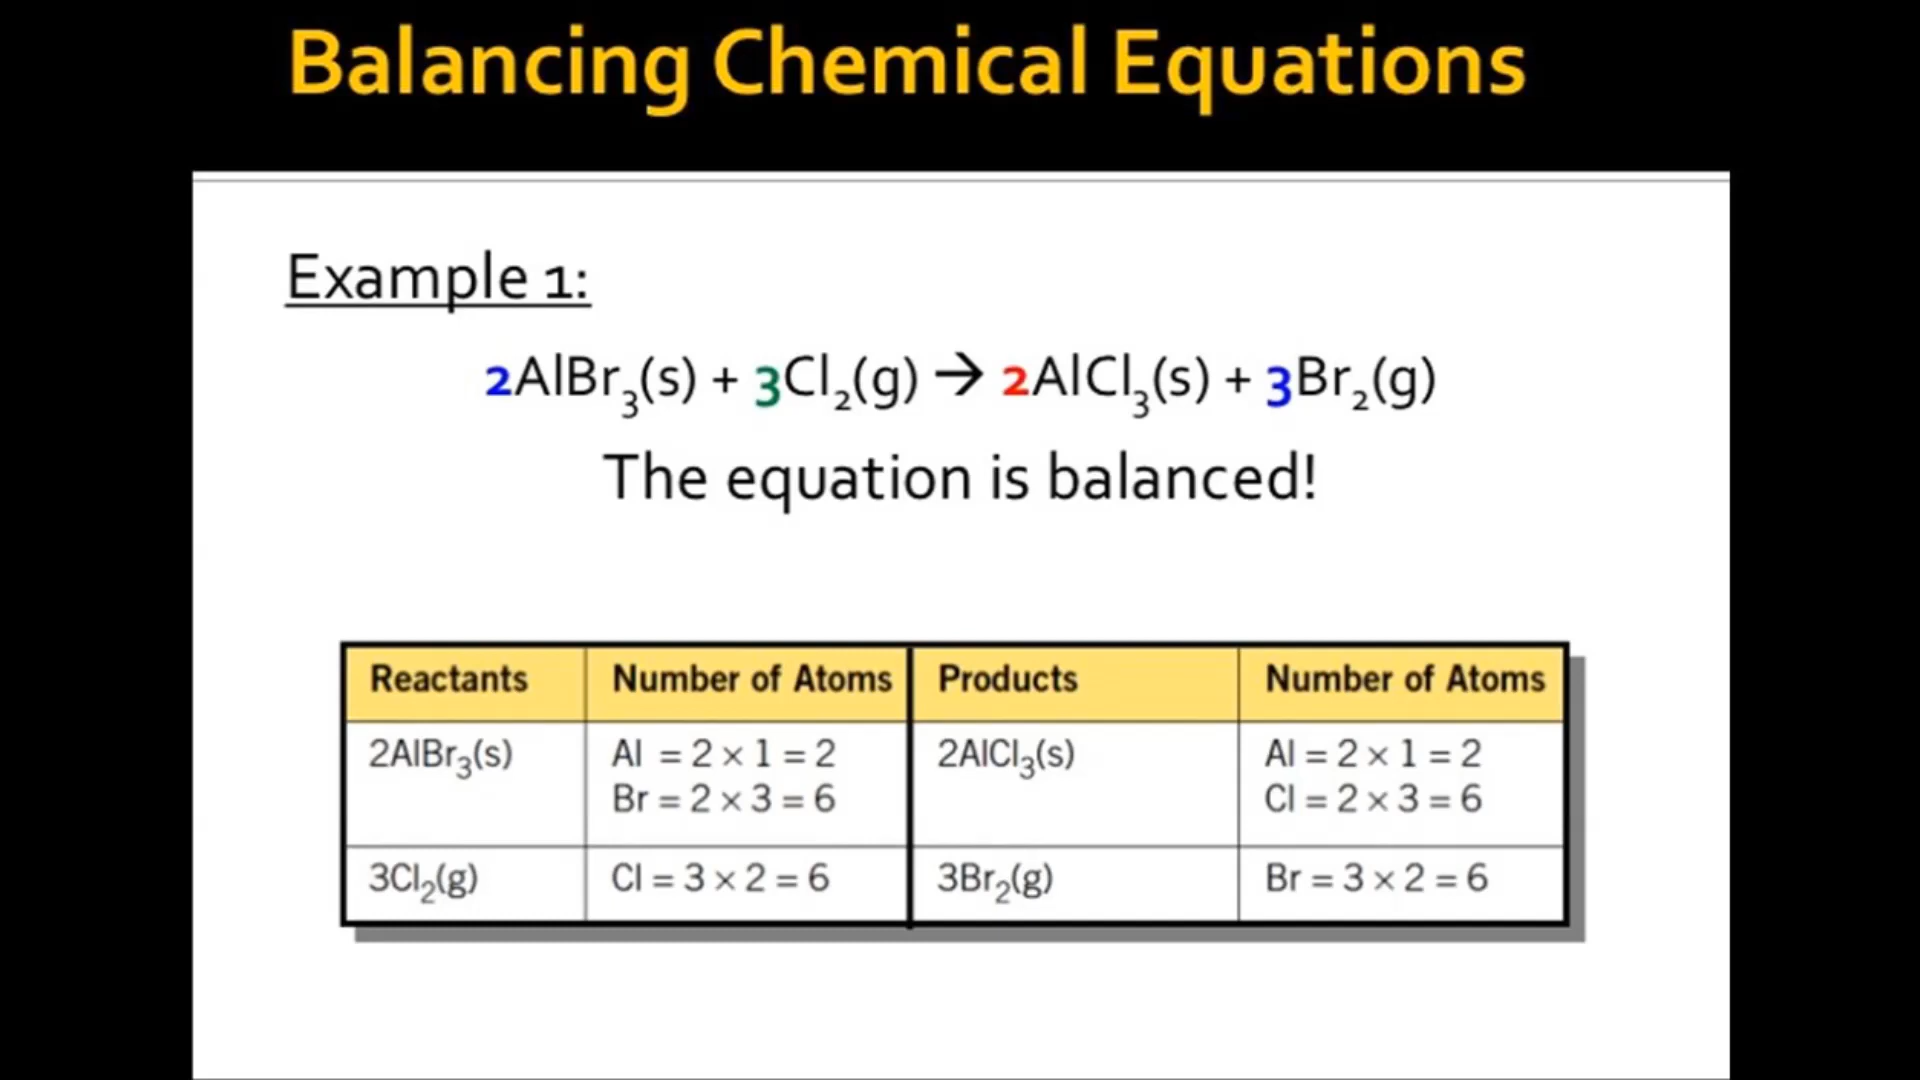 Balancing Chemical Equations
Example 1:
2AlBr₃(s) + 3Cl₂(g) → 2AlCl₃(s) + 3Br₂(g)
The equation is balanced!
Reactants Number of Atoms Products Number of Atoms
2AlBr₃(s) Al = 2 × 1 = 2 2AlCl₃(s) Al = 2 × 1 = 2
Br = 2 × 3 = 6 Cl = 2 × 3 = 6
3Cl₂(g) Cl = 3 × 2 = 6 3Br₂(g) Br = 3 × 2 = 6